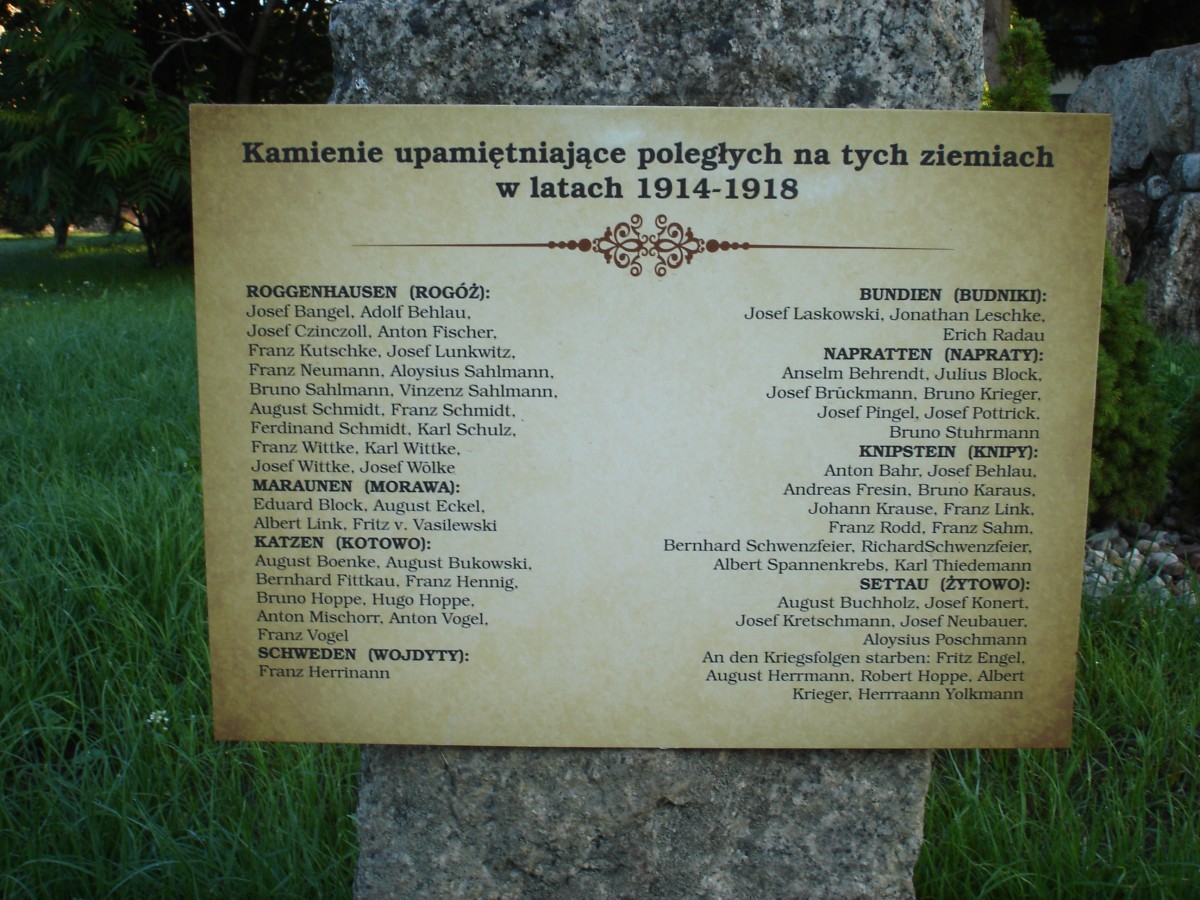 Kamienie upamiętniające poległych na tych ziemiach
w latach 1914-1918
ROGGENHAUSEN (ROGÓŻ):
Josef Bangel, Adolf Behlau,
Josef Czinczoll, Anton Fischer,
Franz Kutschke, Josef Lunkwitz,
Franz Neumann, Aloysius Sahlmann,
Bruno Sahlmann, Vinzenz Sahlmann,
August Schmidt, Franz Schmidt,
Ferdinand Schmidt, Karl Schulz,
Franz Wittke, Karl Wittke,
Josef Wittke, Josef Wölke
MARAUNEN (MORAWA):
Eduard Block, August Eckel,
Albert Link, Fritz v. Vasilewski
KATZEN (KOTOWO):
August Boenke, August Bukowski,
Bernhard Fittkau, Franz Hennig,
Bruno Hoppe, Hugo Hoppe,
Anton Mischorr, Anton Vogel,
Franz Vogel
SCHWEDEN (WOJDYTY):
Franz Herrinann
BUNDIEN (BUDNIKI):
Josef Laskowski, Jonathan Leschke,
Erich Radau
NAPRATTEN (NAPRATY):
Anselm Behrendt, Julius Block,
Josef Brückmann, Bruno Krieger,
Josef Pingel, Josef Pottrick,
Bruno Stuhrmann
KNIPSTEIN (KNIPY):
Anton Bahr, Josef Behlau,
Andreas Fresin, Bruno Karaus,
Johann Krause, Franz Link,
Franz Rodd, Franz Sahm,
Bernhard Schwenzfeier, RichardSchwenzfeier,
Albert Spannenkrebs, Karl Thiedemann
SETTAU (ŻYTOWO):
August Buchholz, Josef Konert,
Josef Kretschmann, Josef Neubauer,
Aloysius Poschmann
An den Kriegsfolgen starben: Fritz Engel,
August Herrmann, Robert Hoppe, Albert
Krieger, Herrraann Yolkmann